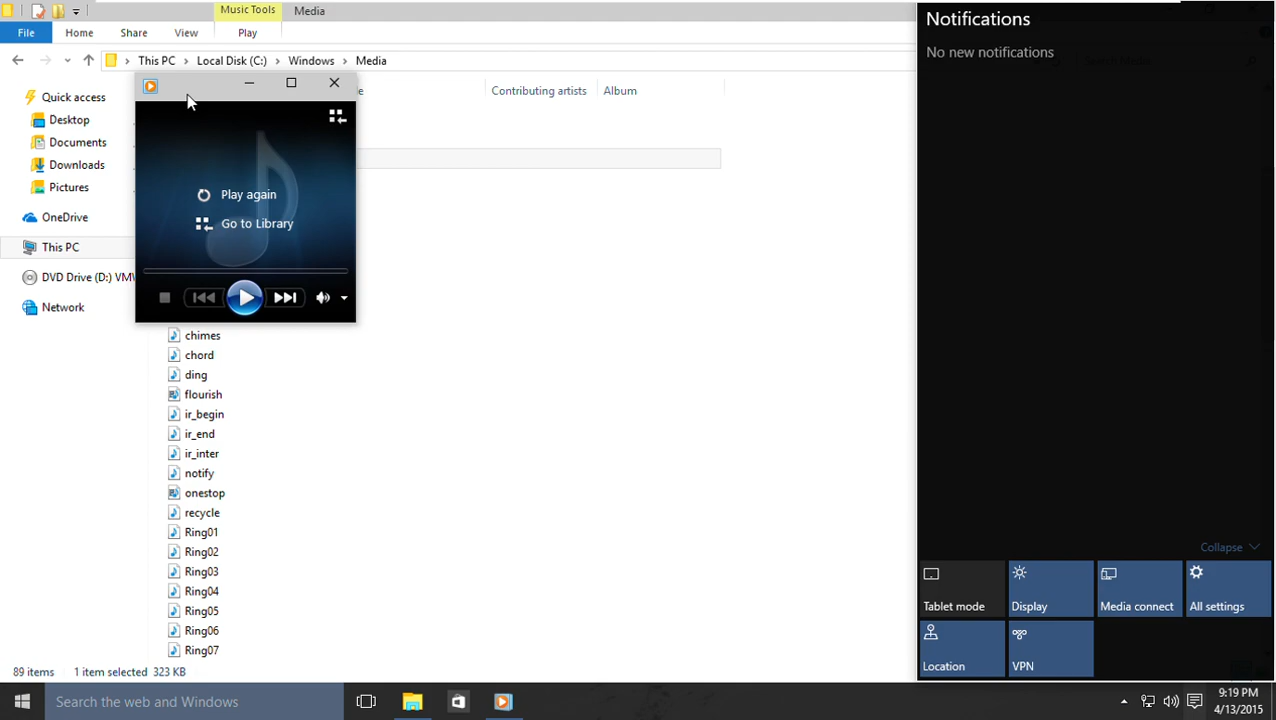 Music Tools
Media
File
Home
Share
View
Play
This PC
Local Disk (C:)
Windows
Media
Search Media
Quick access
Desktop
Documents
Downloads
Pictures
OneDrive
This PC
DVD Drive (D:) VMW
Network
Contributing artists
Album
Play again
Go to Library
chimes
chord
ding
flourish
ir_begin
ir_end
ir_inter
notify
onestop
recycle
Ring01
Ring02
Ring03
Ring04
Ring05
Ring06
Ring07
89 items
1 item selected 323 KB
Notifications
No new notifications
Collapse
Tablet mode
Display
Media connect
All settings
Location
VPN
Search the web and Windows
9:19 PM
4/13/2015